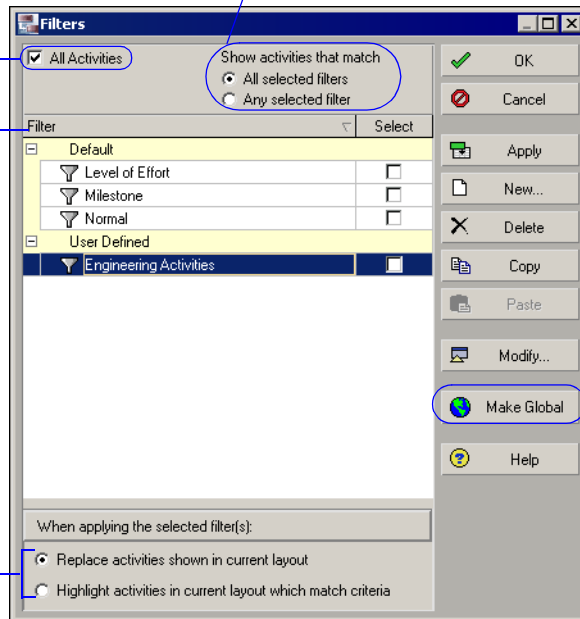 Filters
All Activities
Show activities that match
All selected filters
Any selected filter
Filter Select
Default
Level of Effort
Milestone
Normal
User Defined
Engineering Activities
When applying the selected filter(s):
Replace activities shown in current layout
Highlight activities in current layout which match criteria
OK
Cancel
Apply
New...
Delete
Copy
Paste
Modify...
Make Global
Help